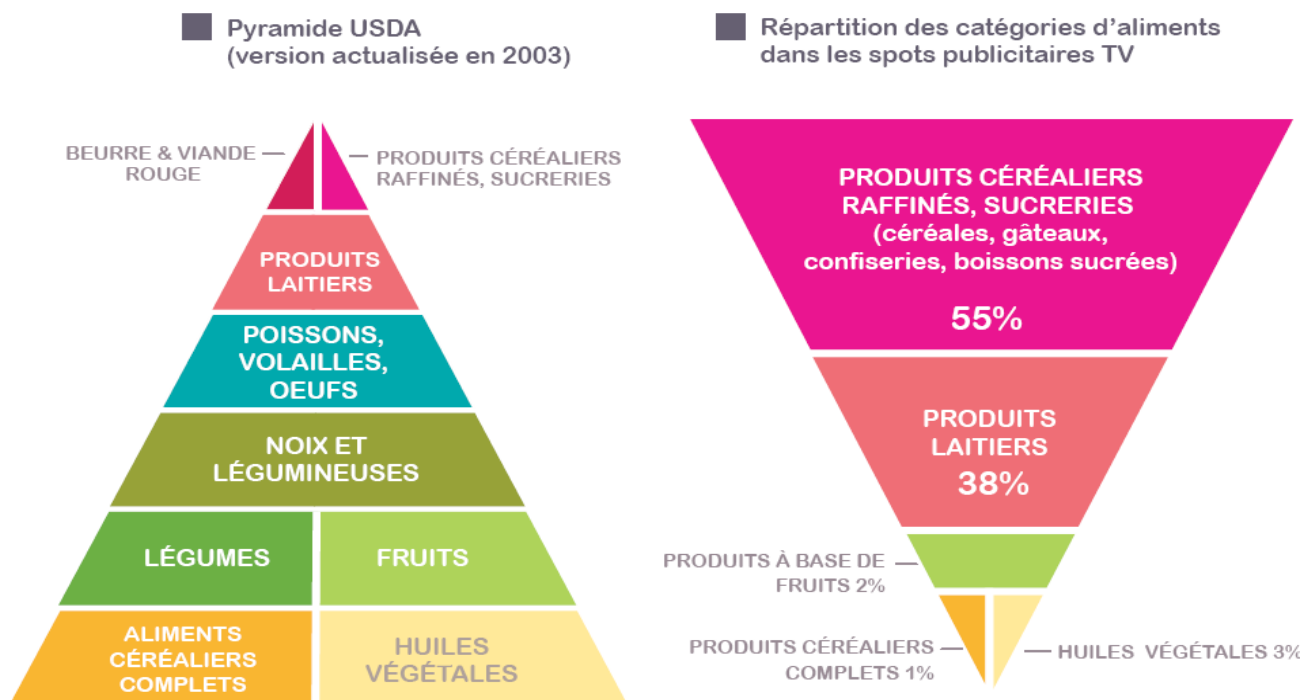 Pyramide USDA
(version actualisée en 2003)
BEURRE & VIANDE
ROUGE
PRODUITS CÉRÉALIERS
RAFFINÉS, SUCRERIES
PRODUITS
LAITIERS
POISSONS,
VOLAILLES,
OEUFS
NOIX ET
LÉGUMINEUSES
LÉGUMES
FRUITS
ALIMENTS
CÉRÉALIERS
COMPLETS
HUILES
VÉGÉTALES
Répartition des catégories d’aliments
dans les spots publicitaires TV
PRODUITS CÉRÉALIERS
RAFFINÉS, SUCRERIES
(céréales, gâteaux,
confiseries, boissons sucrées)
55%
PRODUITS
LAITIERS
38%
PRODUITS À BASE DE
FRUITS 2%
PRODUITS CÉRÉALIERS
COMPLETS 1%
HUILES VÉGÉTALES 3%